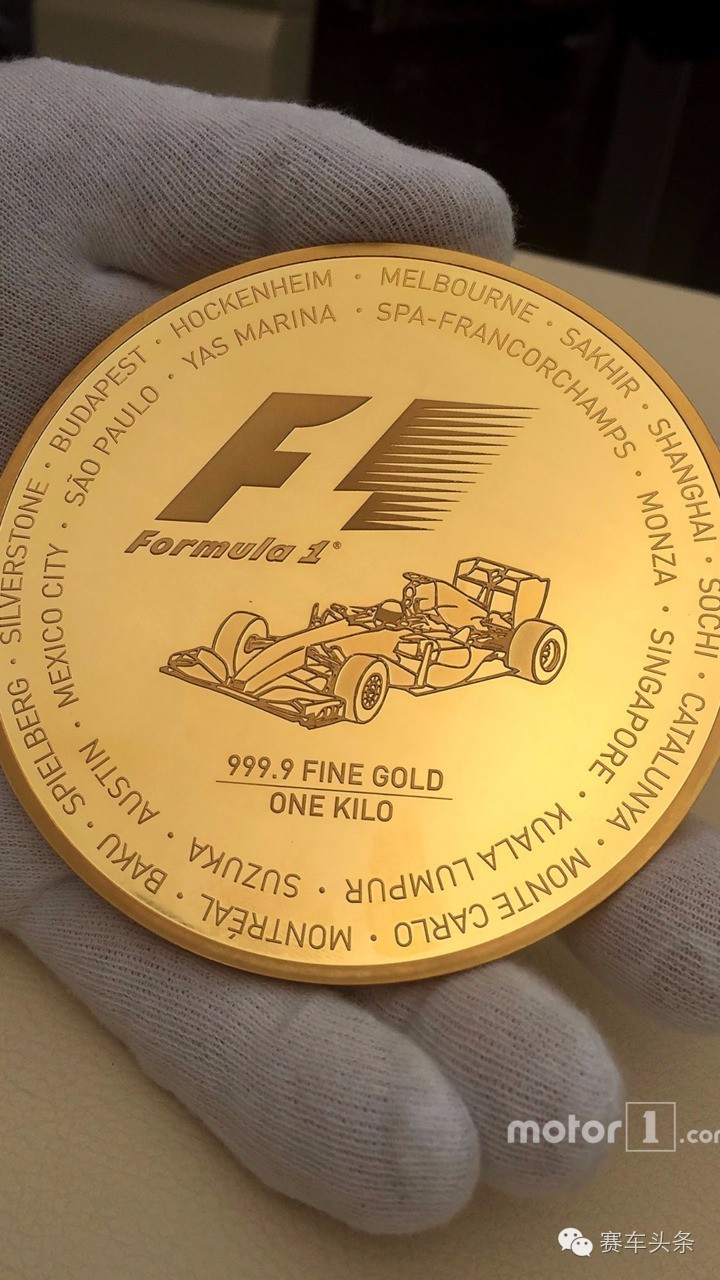 MELBOURNE • SAKHIR • SHANGHAI • SOCHI • CATALUNYA • MONTE CARLO • MONTRÉAL • BAKU • SPIELBERG • SILVERSTONE • BUDAPEST • HOCKENHEIM •
SPA-FRANCORCHAMPS • MONZA • SINGAPORE • KUALA LUMPUR • SUZUKA • AUSTIN • MEXICO CITY • SÃO PAULO • YAS MARINA •
F1
Formula 1®
999.9 FINE GOLD
ONE KILO
motor1.co
赛车头条